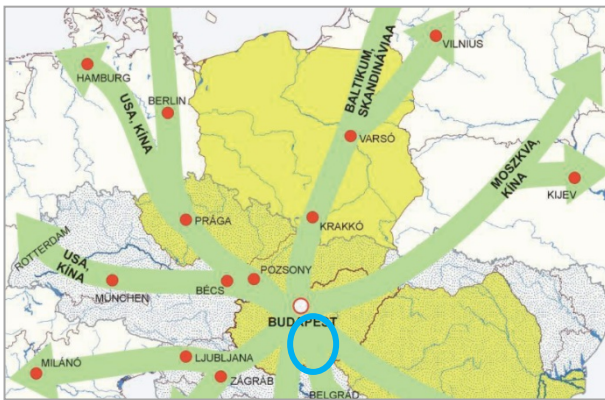 VILNIUS
HAMBURG
BALTIKUM,
SKANDINÁVIAA
BERLIN
USA, KÍNA
VARSÓ
MOSZKVA,
KÍNA
KIJEV
PRÁGA
KRAKKÓ
ROTTERDAM
USA,
KÍNA
POZSONY
BÉCS
MÜNCHEN
BUDAPEST
LJUBLJANA
MILÁNÓ
ZÁGRÁB
BELGRÁD